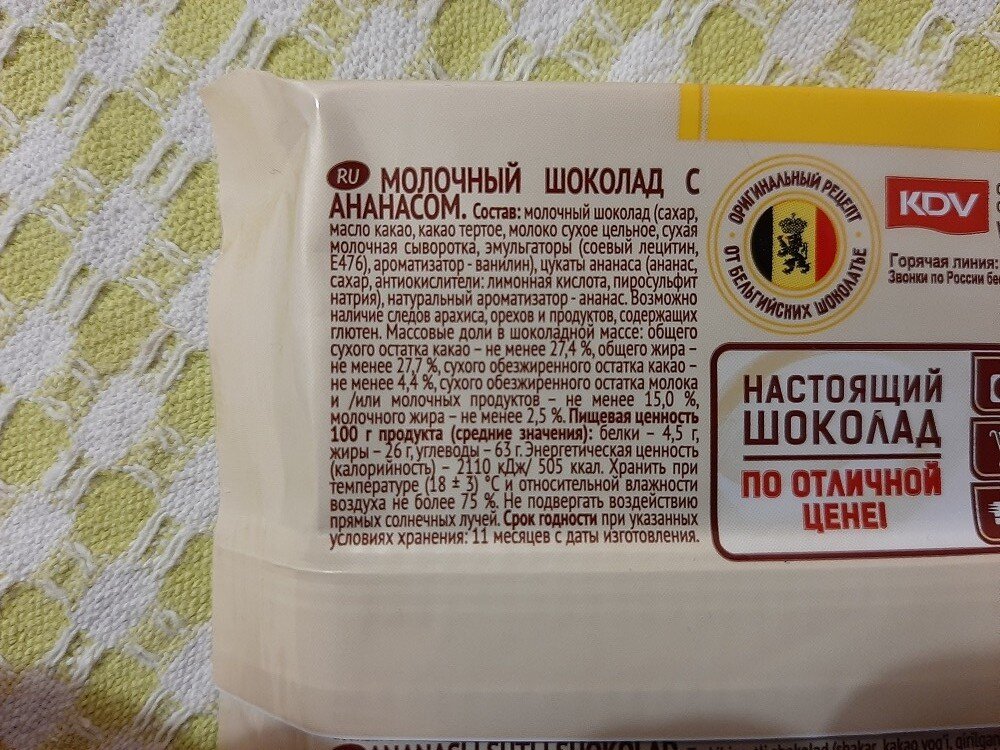 RU МОЛОЧНЫЙ ШОКОЛАД С
АНАНАСОМ. Состав: молочный шоколад (сахар,
масло какао, какао тертое, молоко сухое цельное, сухая
молочная сыворотка, эмульгаторы (соевый лецитин,
Е476), ароматизатор - ванилин), цукаты ананаса (ананас,
сахар, антиокислители: лимонная кислота, пиросульфит
натрия), натуральный ароматизатор - ананас. Возможно
наличие следов арахиса, орехов и продуктов, содержащих
глютен. Массовые доли в шоколадной массе: общего
сухого остатка какао – не менее 27,4 %, общего жира –
не менее 27,7 %, сухого обезжиренного остатка какао –
не менее 4,4 %, сухого обезжиренного остатка молока
и /или молочных продуктов – не менее 15,0 %,
молочного жира – не менее 2,5 %. Пищевая ценность
100 г продукта (средние значения): белки – 4,5 г,
жиры – 26 г, углеводы – 63 г. Энергетическая ценность
(калорийность) – 2110 кДж/ 505 ккал. Хранить при
температуре (18 ± 3) °С и относительной влажности
воздуха не более 75 %. Не подвергать воздействию
прямых солнечных лучей. Срок годности при указанных
условиях хранения: 11 месяцев с даты изготовления.
ОРИГИНАЛЬНЫЙ РЕЦЕПТ
ОТ БЕЛЬГИЙСКИХ ШОКОЛАТЬЕ
KDV
Горячая линия:
Звонки по России бе
НАСТОЯЩИЙ
ШОКОЛАД
ПО ОТЛИЧНОЙ
ЦЕНЕ!